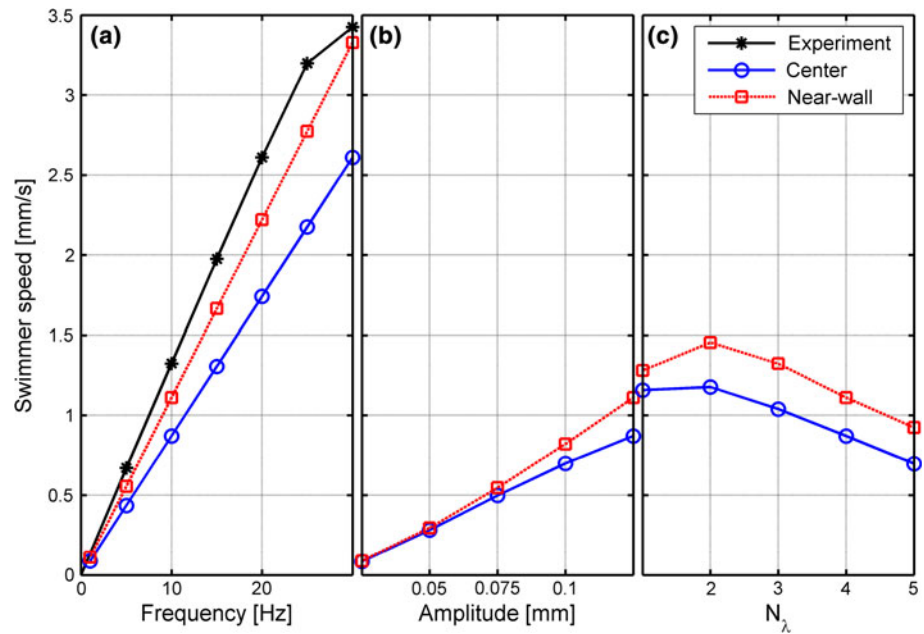 (a)
(b)
(c)
Experiment
Center
Near-wall
Swimmer speed [mm/s]
3.5
3
2.5
2
1.5
1
0.5
0
0 10 20
Frequency [Hz]
0.05 0.075 0.1
Amplitude [mm]
2 3 4 5
Nλ